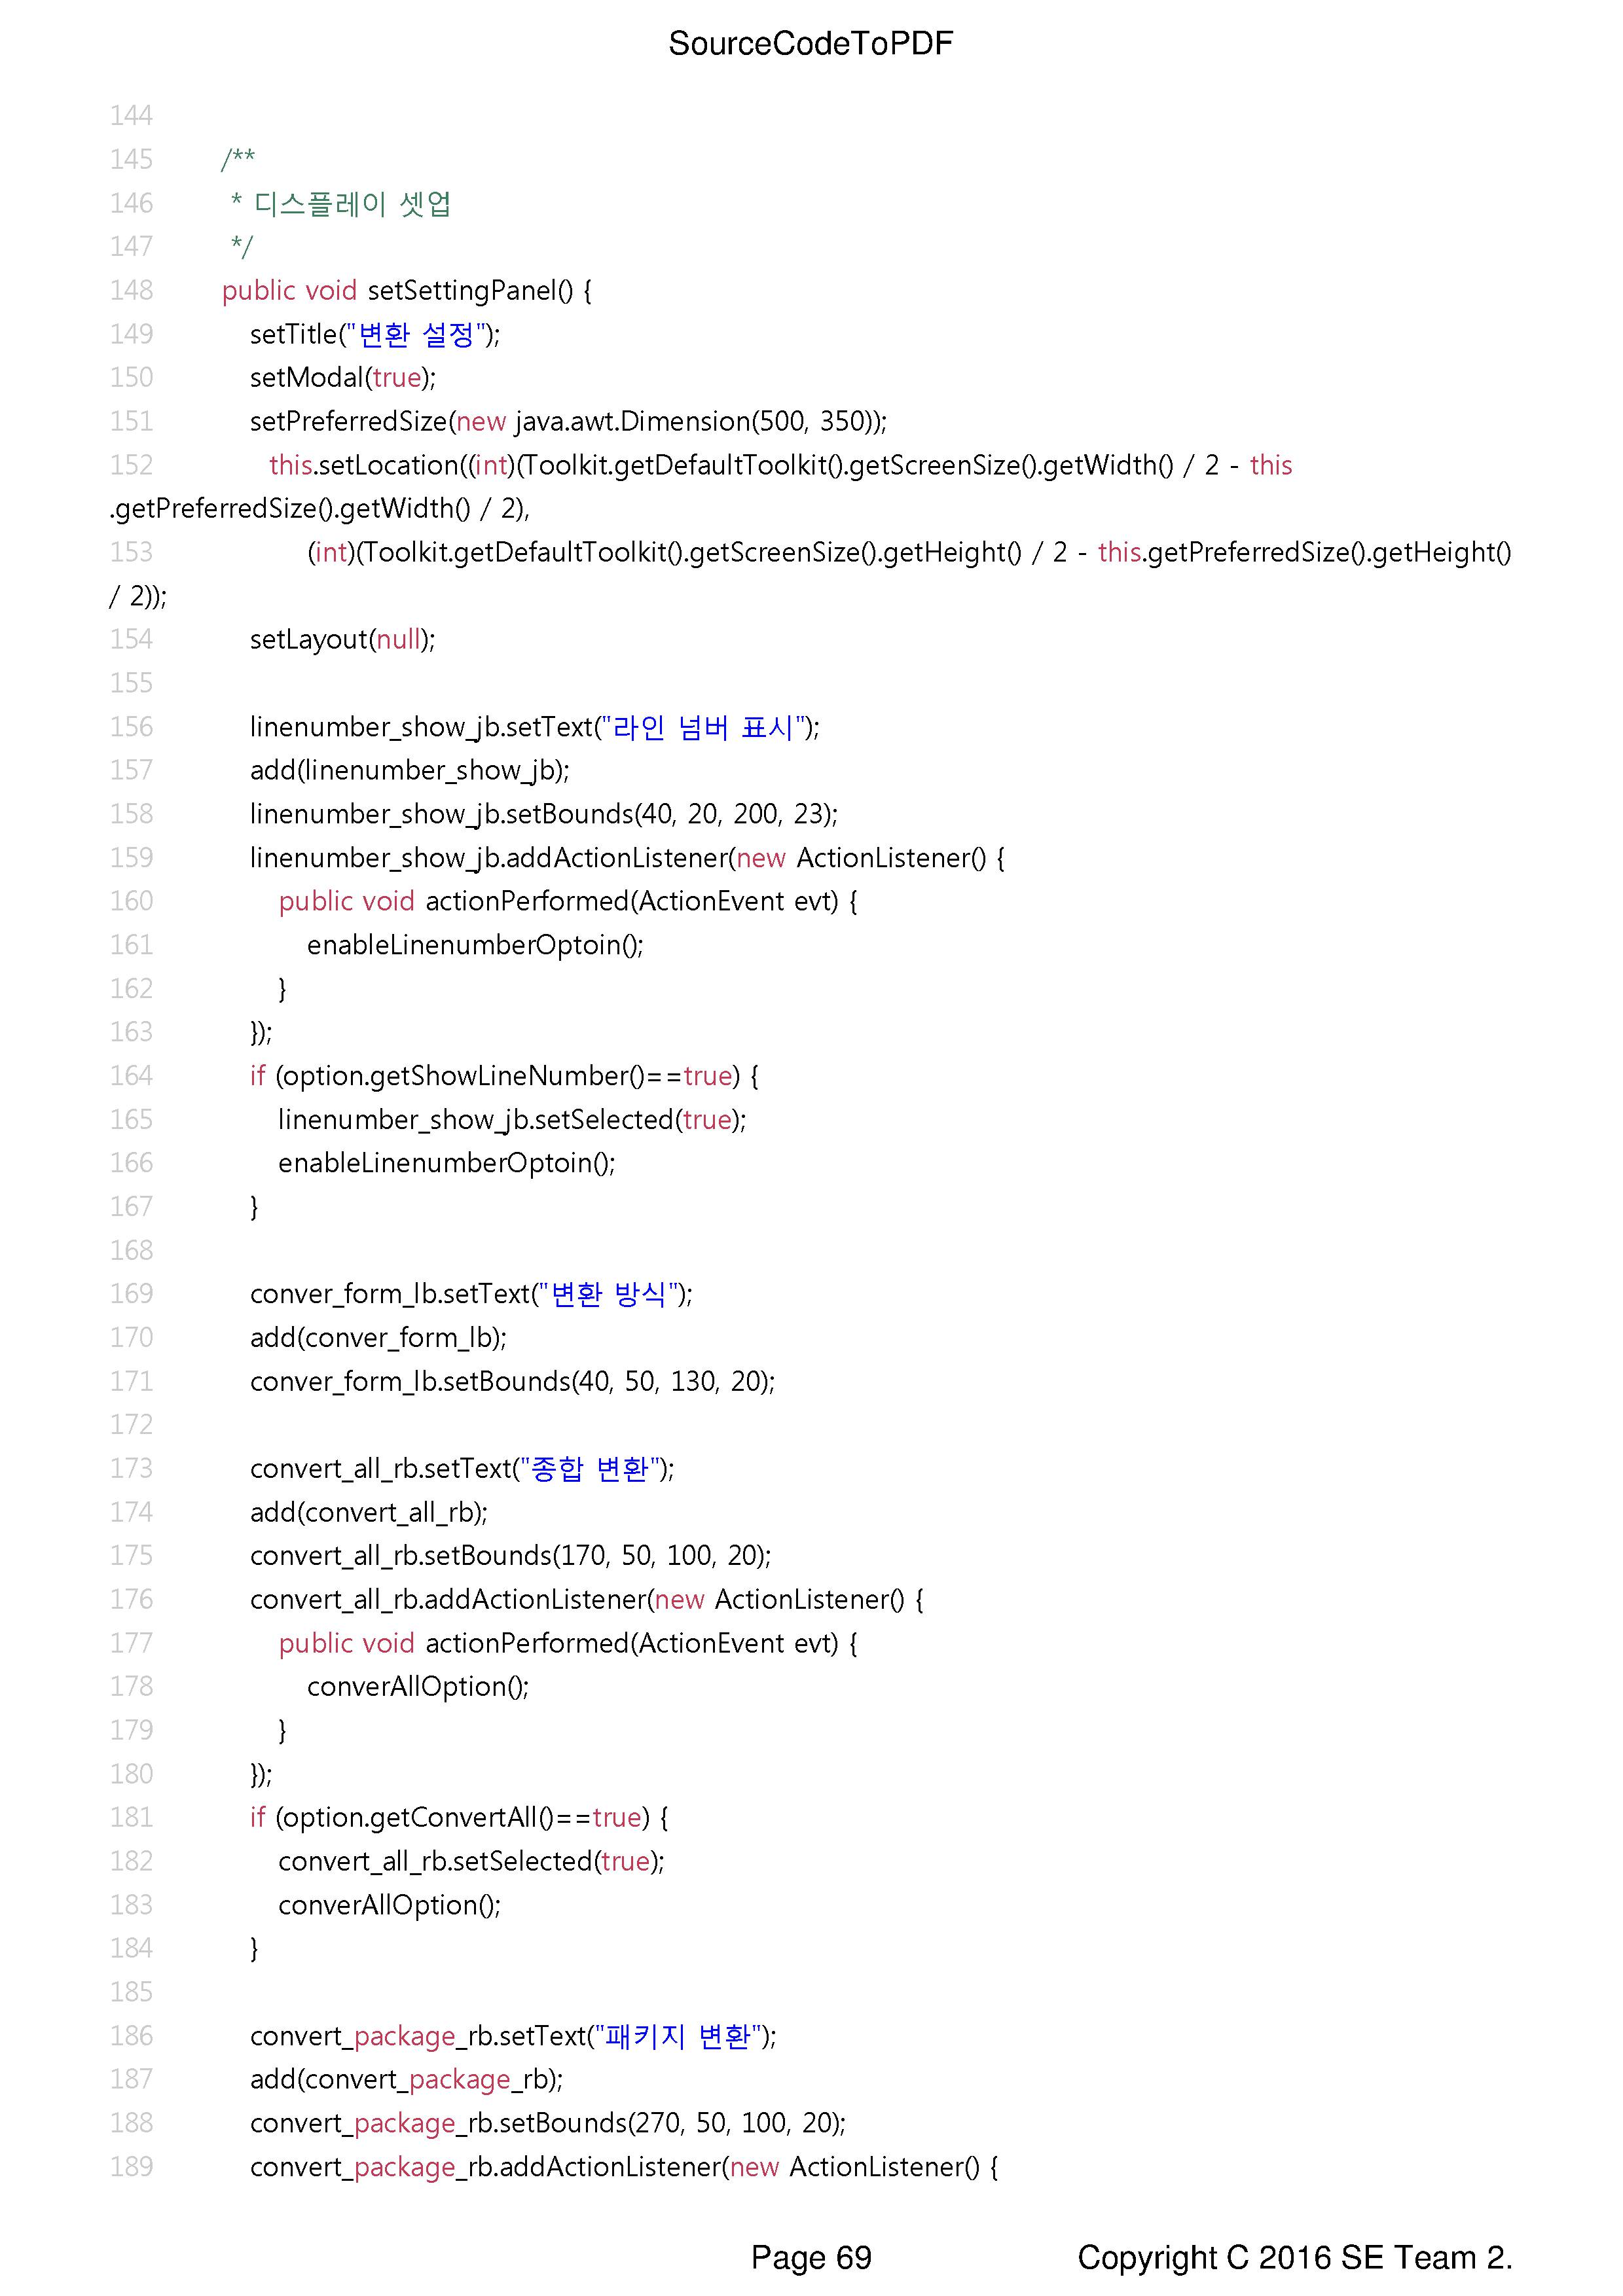 SourceCodeToPDF
144
145 /**
146 * 디스플레이 셋업
147 */
148 public void setSettingPanel() {
149 setTitle("변환 설정");
150 setModal(true);
151 setPreferredSize(new java.awt.Dimension(500, 350));
152 this.setLocation((int)(Toolkit.getDefaultToolkit().getScreenSize().getWidth() / 2 - this
.getPreferredSize().getWidth() / 2),
153 (int)(Toolkit.getDefaultToolkit().getScreenSize().getHeight() / 2 - this.getPreferredSize().getHeight()
/ 2));
154 setLayout(null);
155
156 linenumber_show_jb.setText("라인 넘버 표시");
157 add(linenumber_show_jb);
158 linenumber_show_jb.setBounds(40, 20, 200, 23);
159 linenumber_show_jb.addActionListener(new ActionListener() {
160 public void actionPerformed(ActionEvent evt) {
161 enableLinenumberOptoin();
162 }
163 });
164 if (option.getShowLineNumber()==true) {
165 linenumber_show_jb.setSelected(true);
166 enableLinenumberOptoin();
167 }
168
169 conver_form_lb.setText("변환 방식");
170 add(conver_form_lb);
171 conver_form_lb.setBounds(40, 50, 130, 20);
172
173 convert_all_rb.setText("종합 변환");
174 add(convert_all_rb);
175 convert_all_rb.setBounds(170, 50, 100, 20);
176 convert_all_rb.addActionListener(new ActionListener() {
177 public void actionPerformed(ActionEvent evt) {
178 converAllOption();
179 }
180 });
181 if (option.getConvertAll()==true) {
182 convert_all_rb.setSelected(true);
183 converAllOption();
184 }
185
186 convert_package_rb.setText("패키지 변환");
187 add(convert_package_rb);
188 convert_package_rb.setBounds(270, 50, 100, 20);
189 convert_package_rb.addActionListener(new ActionListener() {
Page 69 Copyright C 2016 SE Team 2.